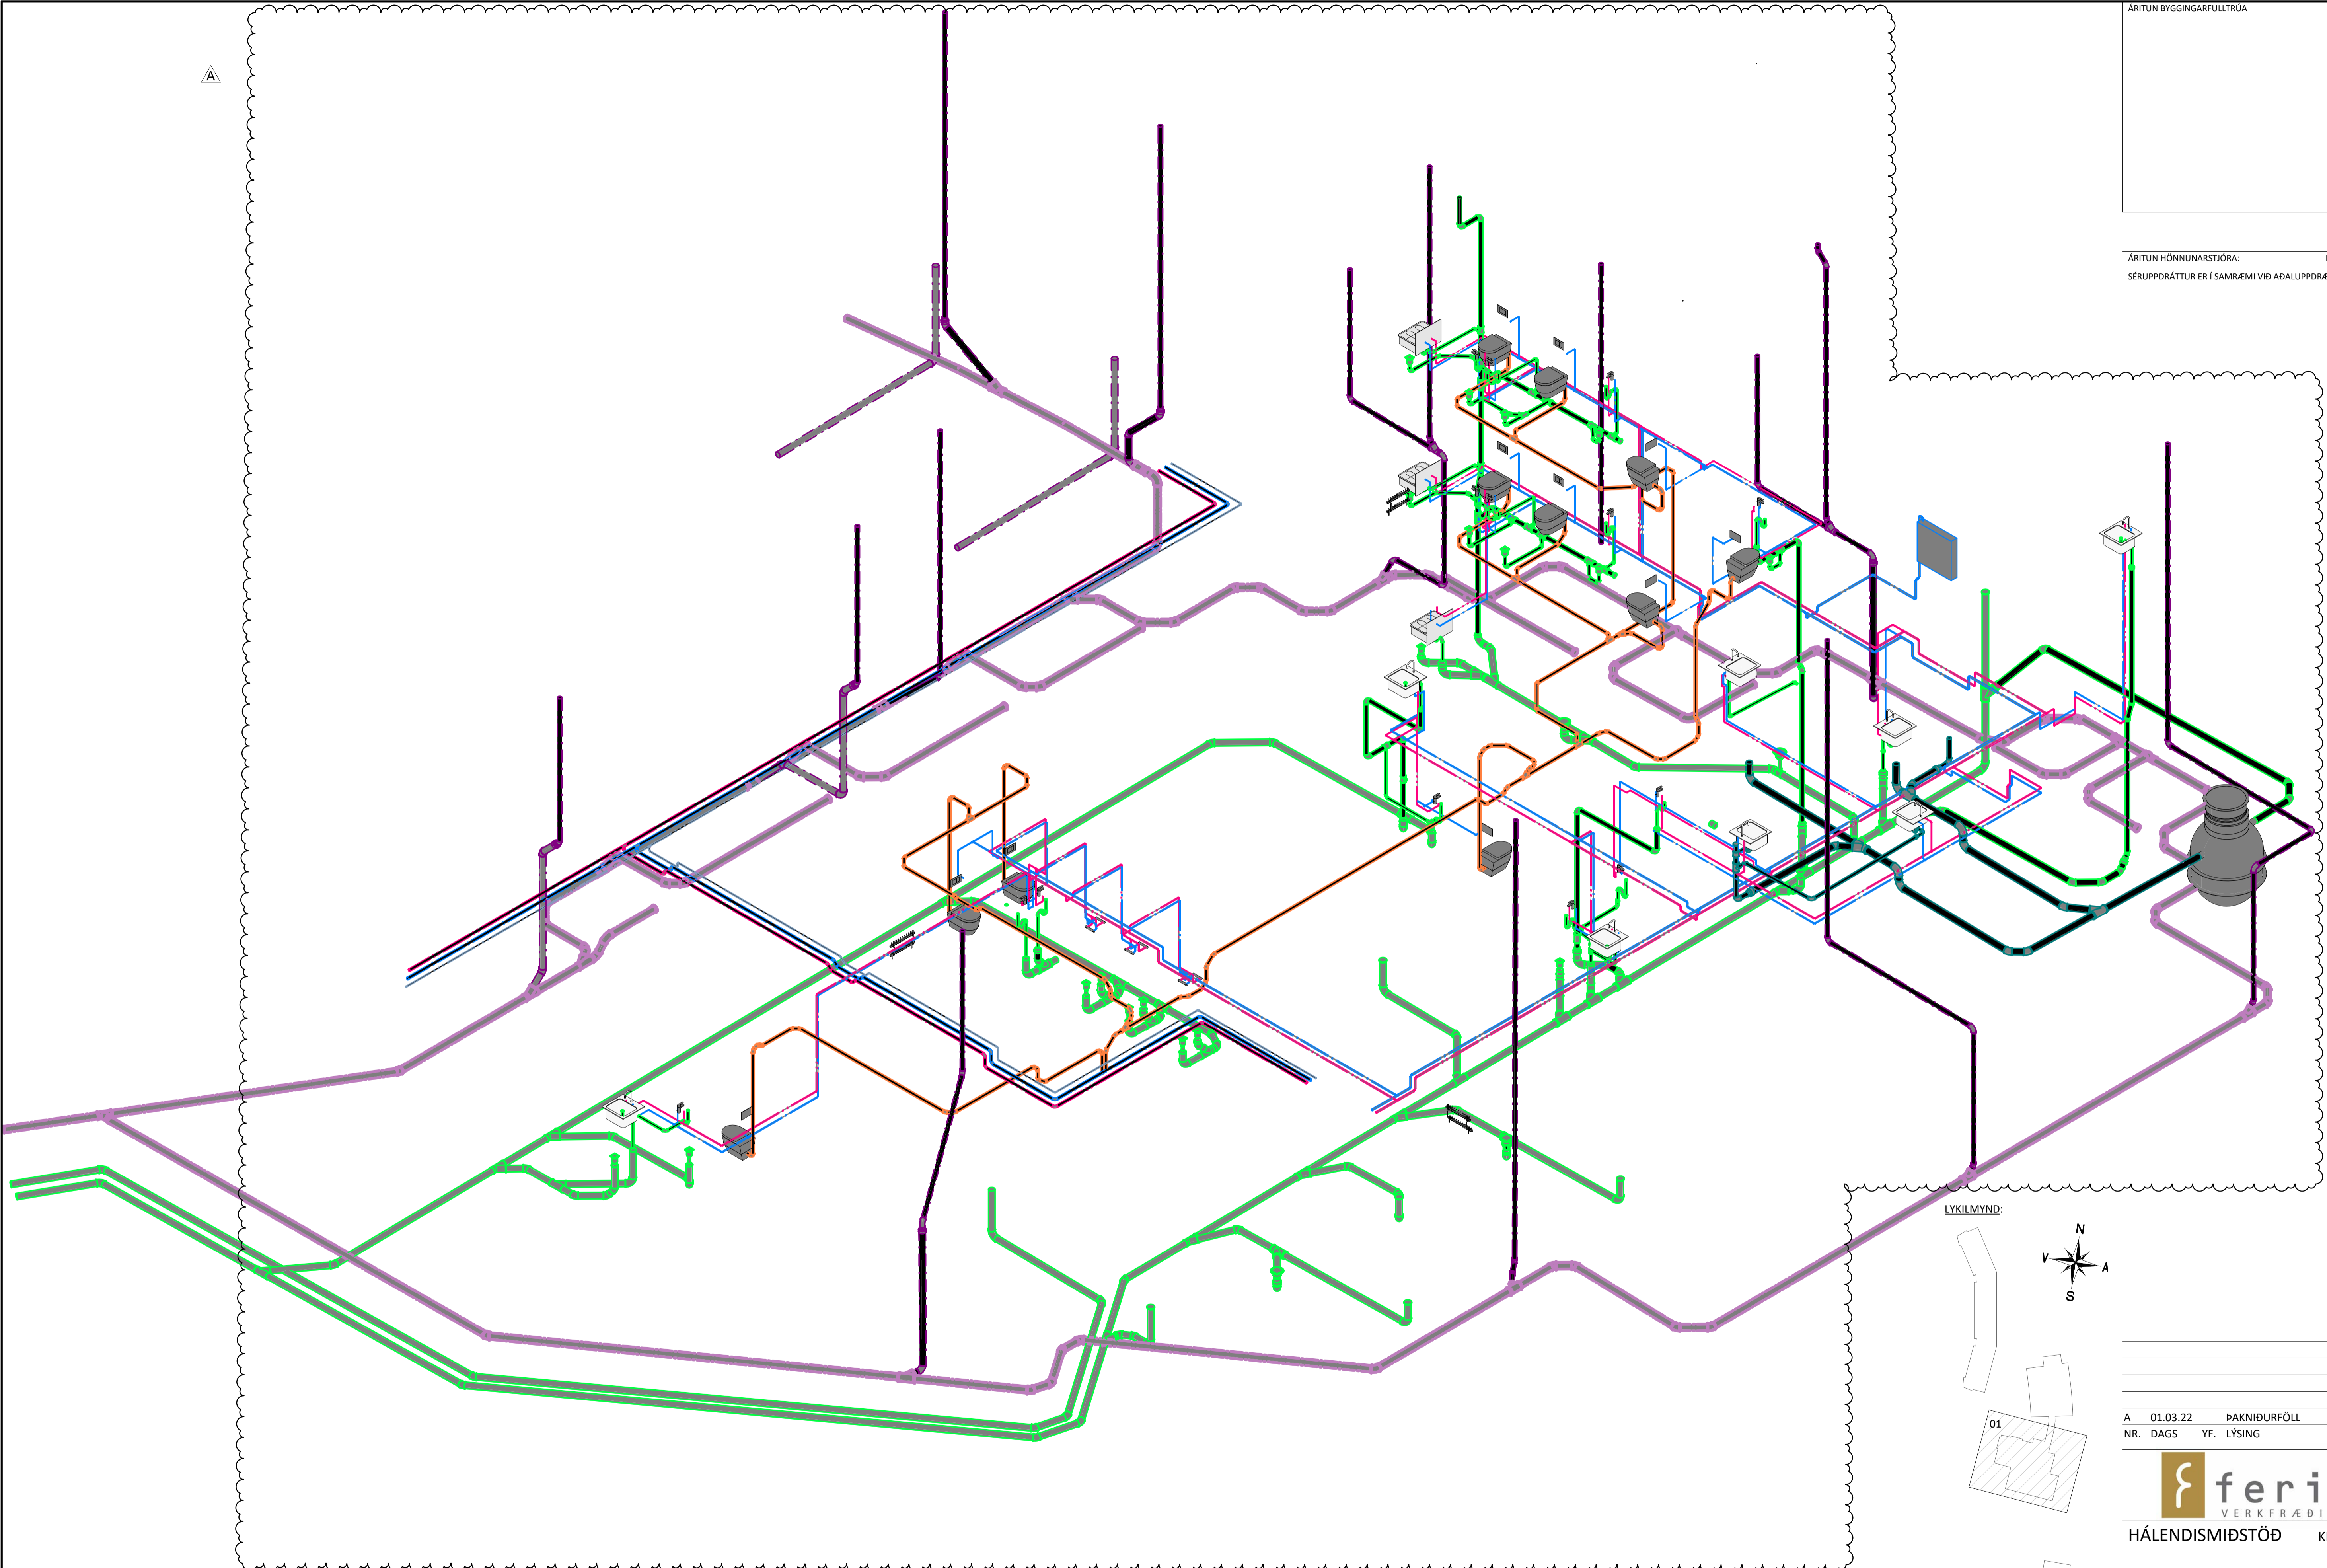 ÁRITUN BYGGINGARFULLTRÚA
A
ÁRITUN HÖNNUNARSTJÓRA:
SÉRUPPDRÁTTUR ER Í SAMRÆMI VIÐ
LYKILMYND:
N
V
A
S
01
A 01.03.22 ÞAKNIÐURFÖLL
NR. DAGS YF. LÝSING
feri
VERKFRÆÐI
HÁLENDISMIÐSTÖÐ